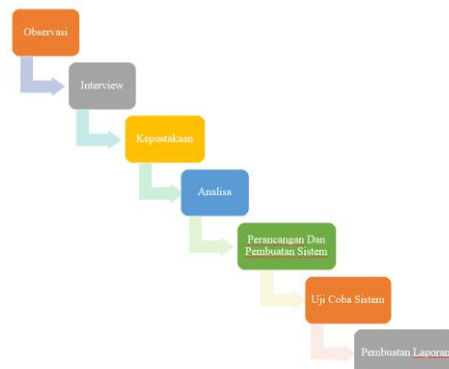 Observasi
Interview
Kepustakaan
Analisa
Perancangan Dan
Pembuatan Sistem
Uji Coba Sistem
Pembuatan Laporan